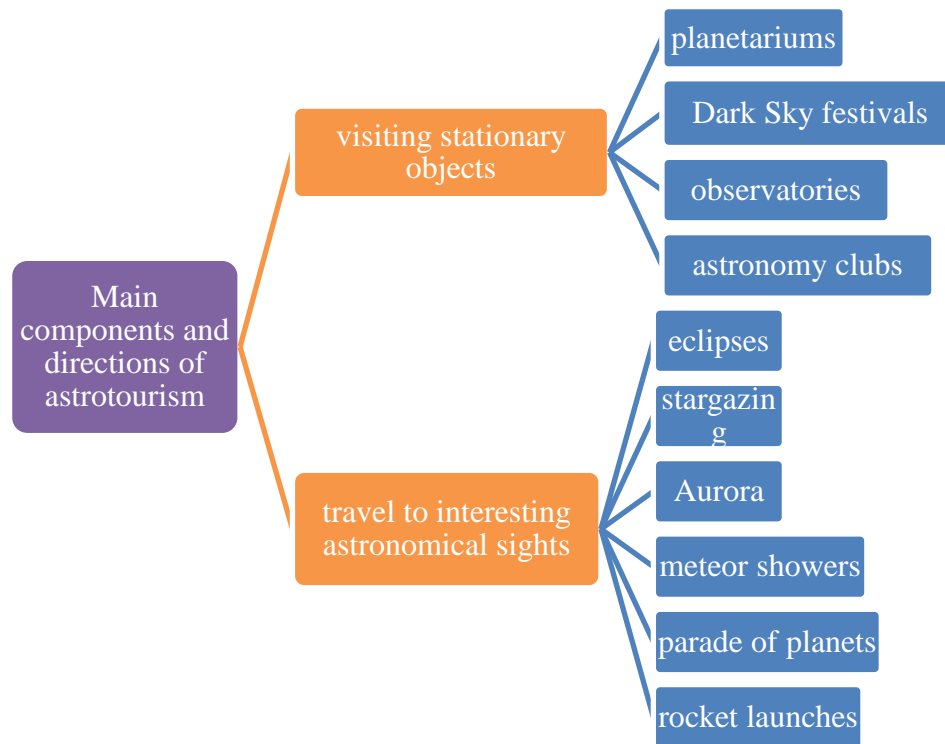 Main
components and
directions of
astrotourism
visiting stationary
objects
planetariums
Dark Sky festivals
observatories
astronomy clubs
travel to interesting
astronomical sights
eclipses
stargazin
g
Aurora
meteor showers
parade of planets
rocket launches